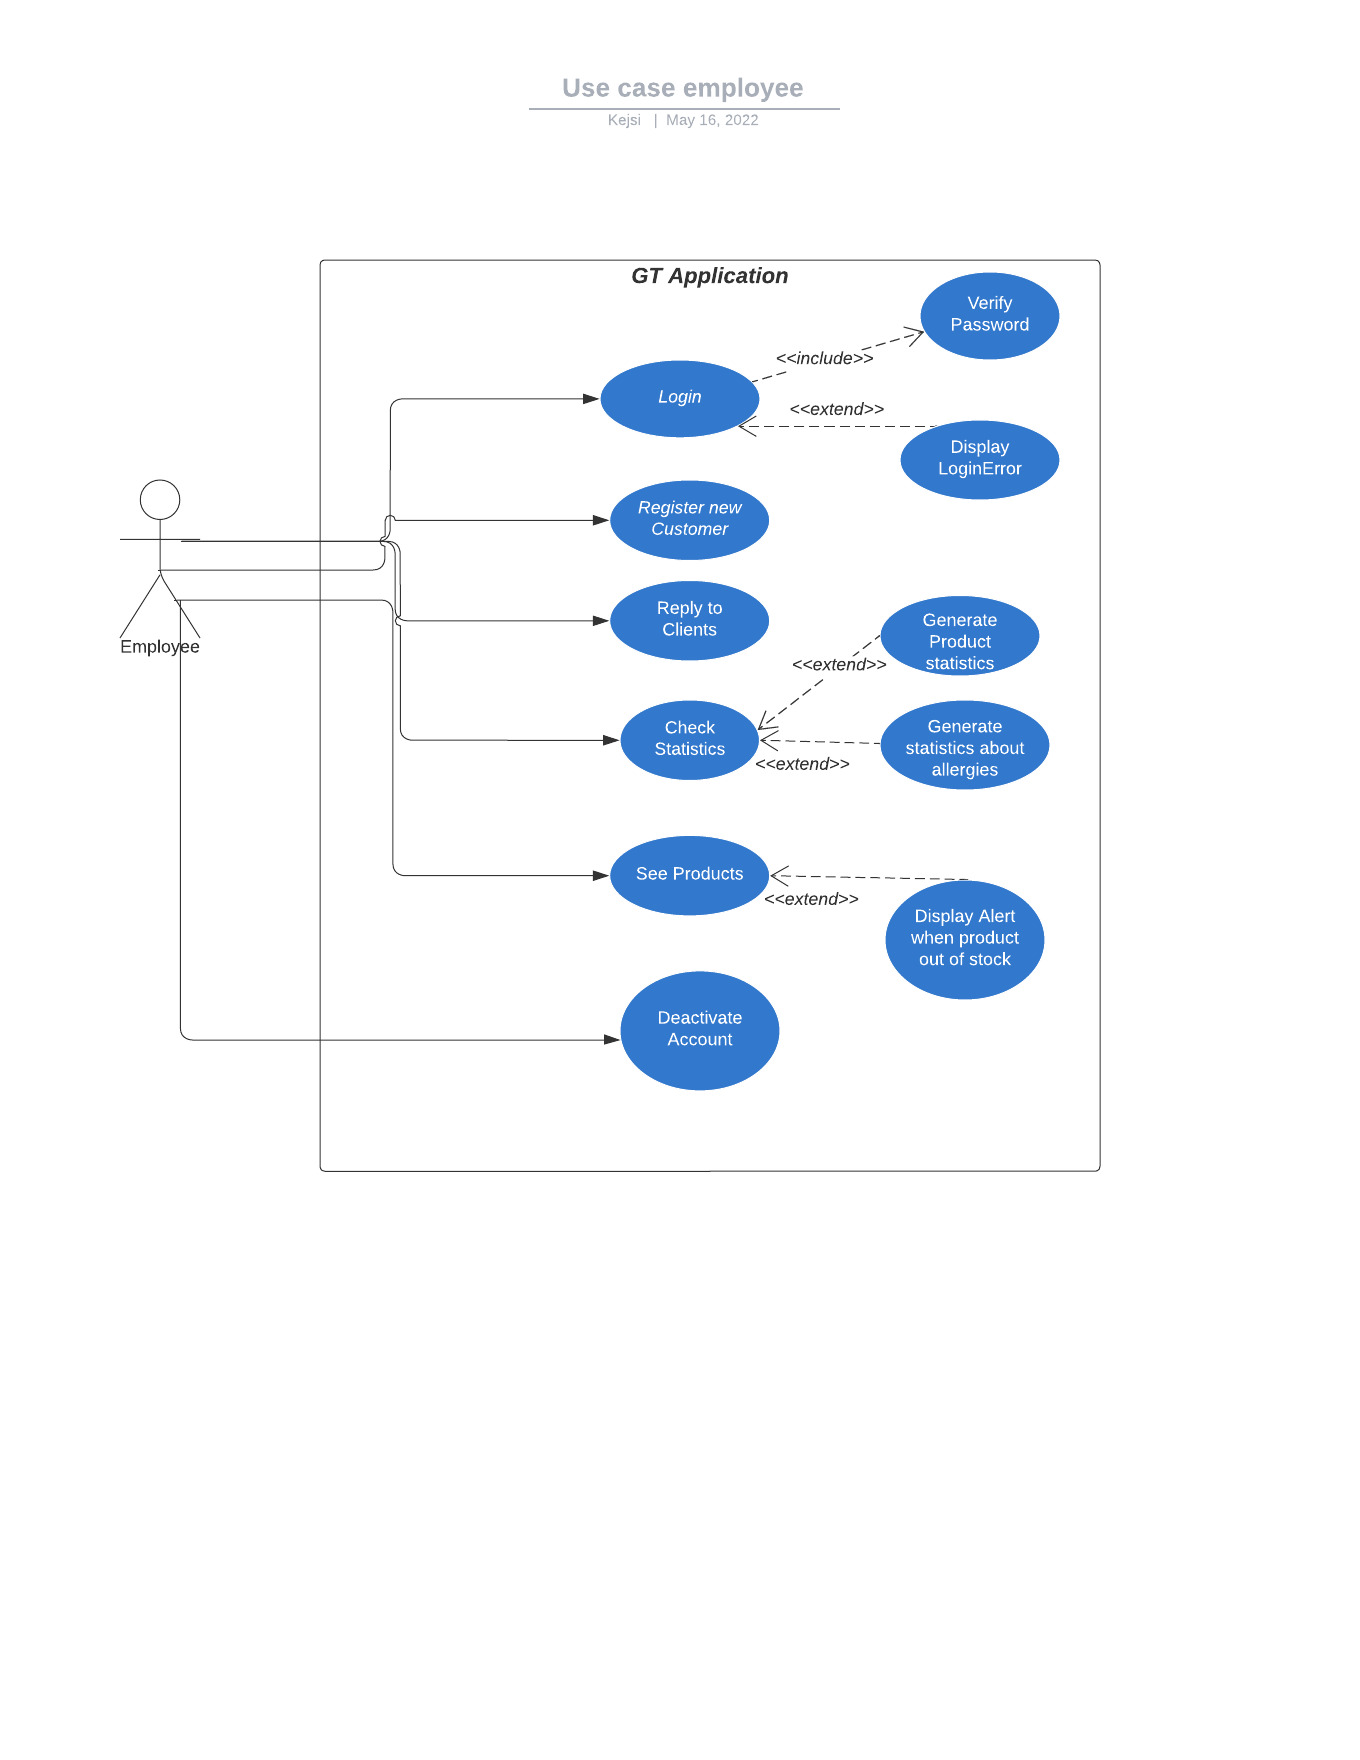 Use case employee
Kejsi | May 16, 2022
GT Application
Verify
Password
<<include>>
Login
<<extend>>
Display
LoginError
Register new
Customer
Employee
Reply to
Clients
Generate
Product
statistics
<<extend>>
Check
Statistics
Generate
statistics about
allergies
<<extend>>
See Products
<<extend>>
Display Alert
when product
out of stock
Deactivate
Account